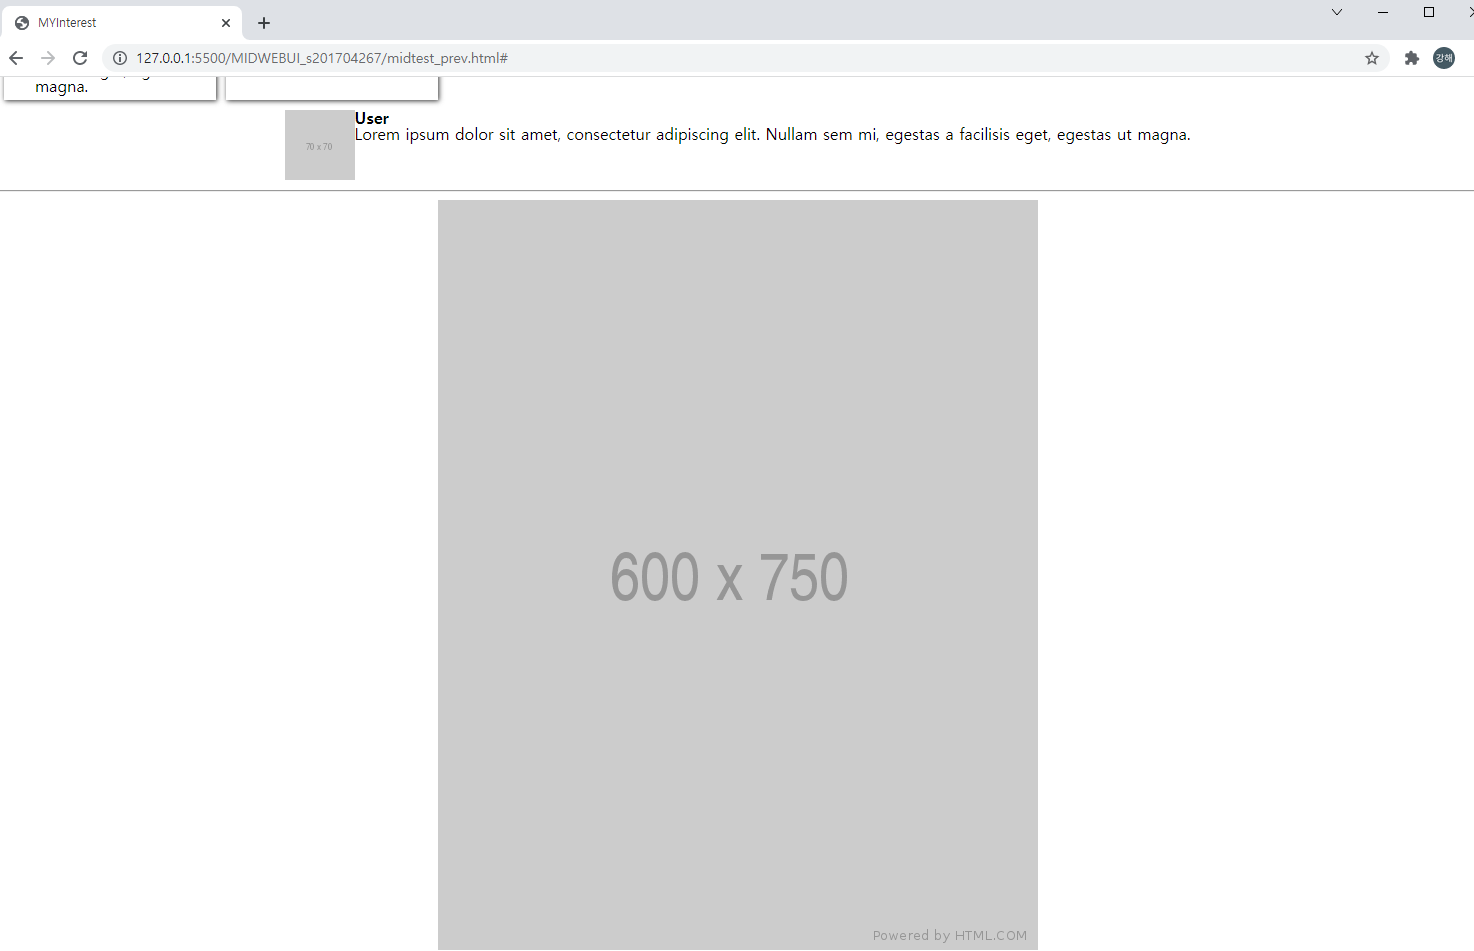 MYInterest
127.0.0.1:5500/MIDWEBUI_s201704267/midtest_prev.html#
강해
magna.
User
70 x 70
Lorem ipsum dolor sit amet, consectetur adipiscing elit. Nullam sem mi, egestas a facilisis eget, egestas ut magna.
600 x 750
Powered by HTML.COM